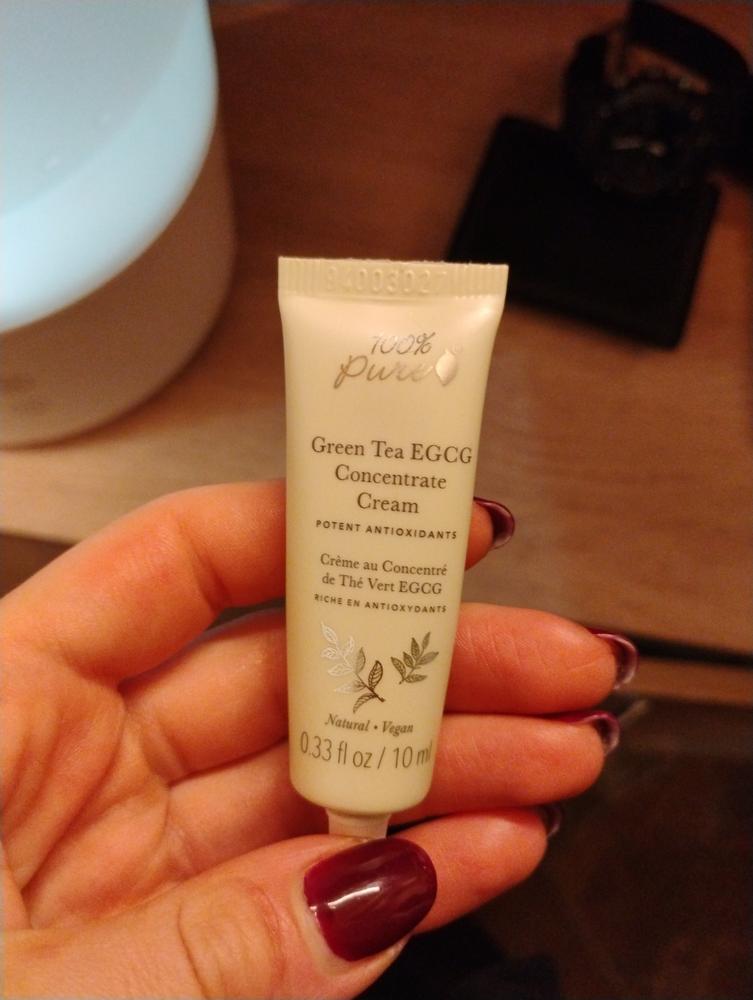 94003027
100%
Pure
Green Tea EGCG
Concentrate
Cream
POTENT ANTIOXIDANTS
Crème au Concentré
de Thé Vert EGCG
RICHE EN ANTIOXYDANTS
Natural • Vegan
0.33 fl oz / 10 ml